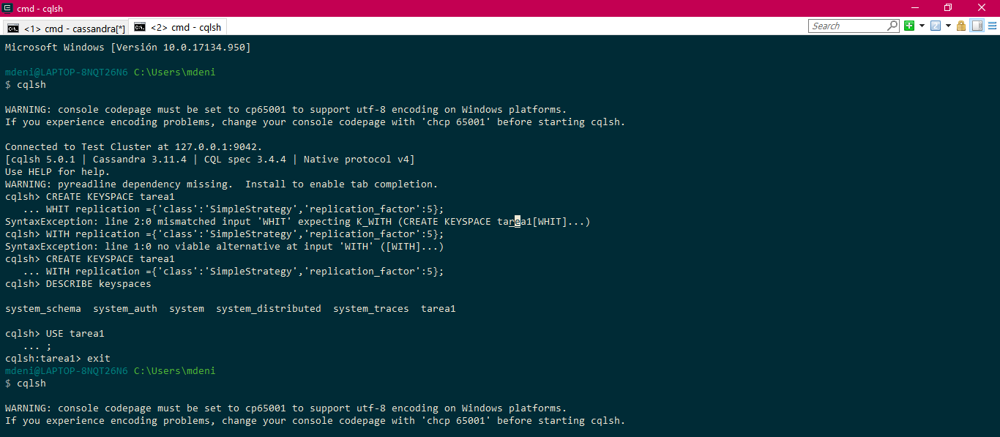 cmd - cqlsh
<1> cmd - cassandra[*] <2> cmd - cqlsh Search
Microsoft Windows [Versión 10.0.17134.950]
mdeni@LAPTOP-8NQT26N6 C:\Users\mdeni
$ cqlsh
WARNING: console codepage must be set to cp65001 to support utf-8 encoding on Windows platforms.
If you experience encoding problems, change your console codepage with 'chcp 65001' before starting cqlsh.
Connected to Test Cluster at 127.0.0.1:9042.
[cqlsh 5.0.1 | Cassandra 3.11.4 | CQL spec 3.4.4 | Native protocol v4]
Use HELP for help.
WARNING: pyreadline dependency missing.  Install to enable tab completion.
cqlsh> CREATE KEYSPACE tarea1
   ... WHIT replication ={'class':'SimpleStrategy','replication_factor':5};
SyntaxException: line 2:0 mismatched input 'WHIT' expecting K_WITH (CREATE KEYSPACE tarea1[WHIT]...)
cqlsh> WITH replication ={'class':'SimpleStrategy','replication_factor':5};
SyntaxException: line 1:0 no viable alternative at input 'WITH' ([WITH]...)
cqlsh> CREATE KEYSPACE tarea1
   ... WITH replication ={'class':'SimpleStrategy','replication_factor':5};
cqlsh> DESCRIBE keyspaces
system_schema  system_auth  system  system_distributed  system_traces  tarea1
cqlsh> USE tarea1
   ... ;
cqlsh:tarea1> exit
mdeni@LAPTOP-8NQT26N6 C:\Users\mdeni
$ cqlsh
WARNING: console codepage must be set to cp65001 to support utf-8 encoding on Windows platforms.
If you experience encoding problems, change your console codepage with 'chcp 65001' before starting cqlsh.